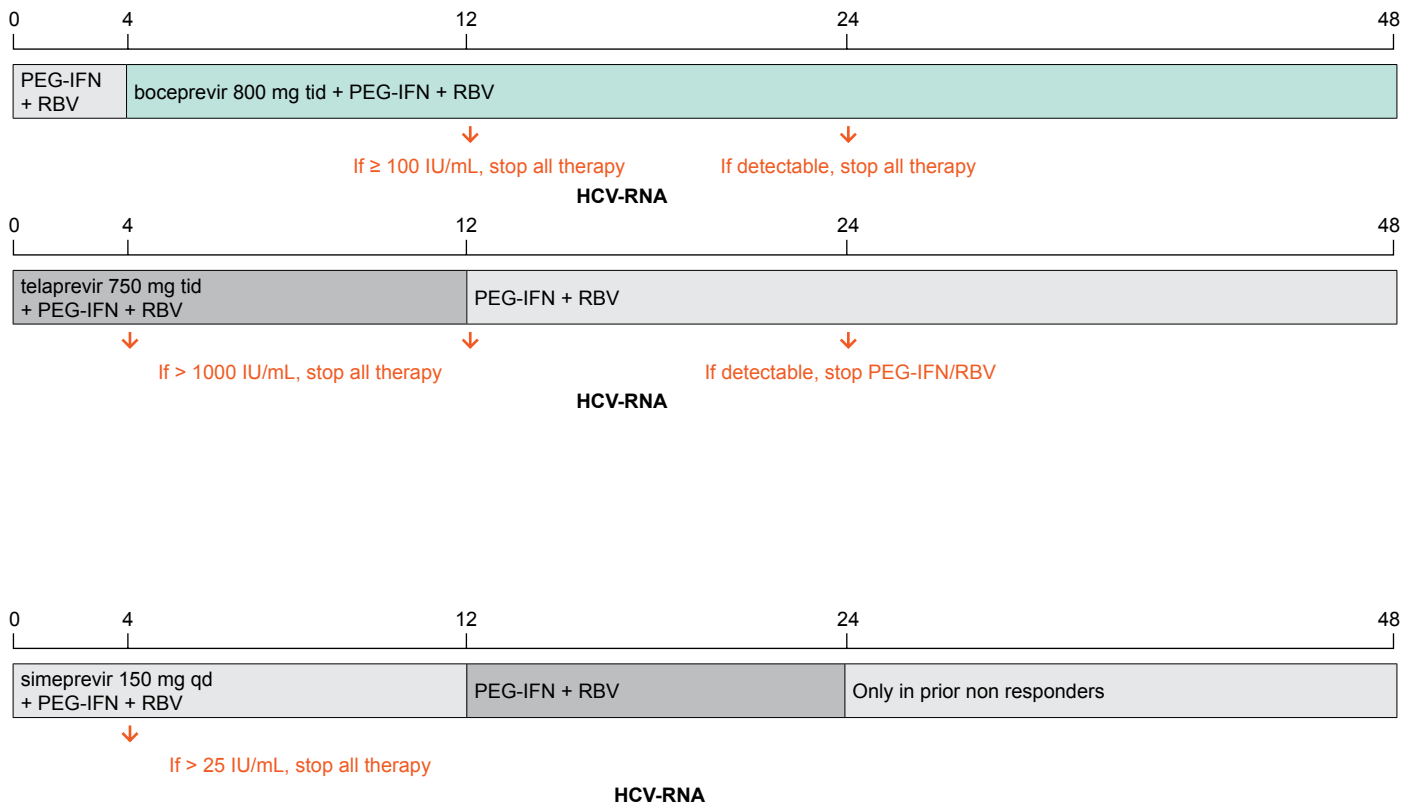 0 4 12 24 48
PEG-IFN
+ RBV
boceprevir 800 mg tid + PEG-IFN + RBV
If ≥ 100 IU/mL, stop all therapy
If detectable, stop all therapy
HCV-RNA
0 4 12 24 48
telaprevir 750 mg tid
+ PEG-IFN + RBV
PEG-IFN + RBV
If > 1000 IU/mL, stop all therapy
If detectable, stop PEG-IFN/RBV
HCV-RNA
0 4 12 24 48
simeprevir 150 mg qd
+ PEG-IFN + RBV
PEG-IFN + RBV
Only in prior non responders
If > 25 IU/mL, stop all therapy
HCV-RNA